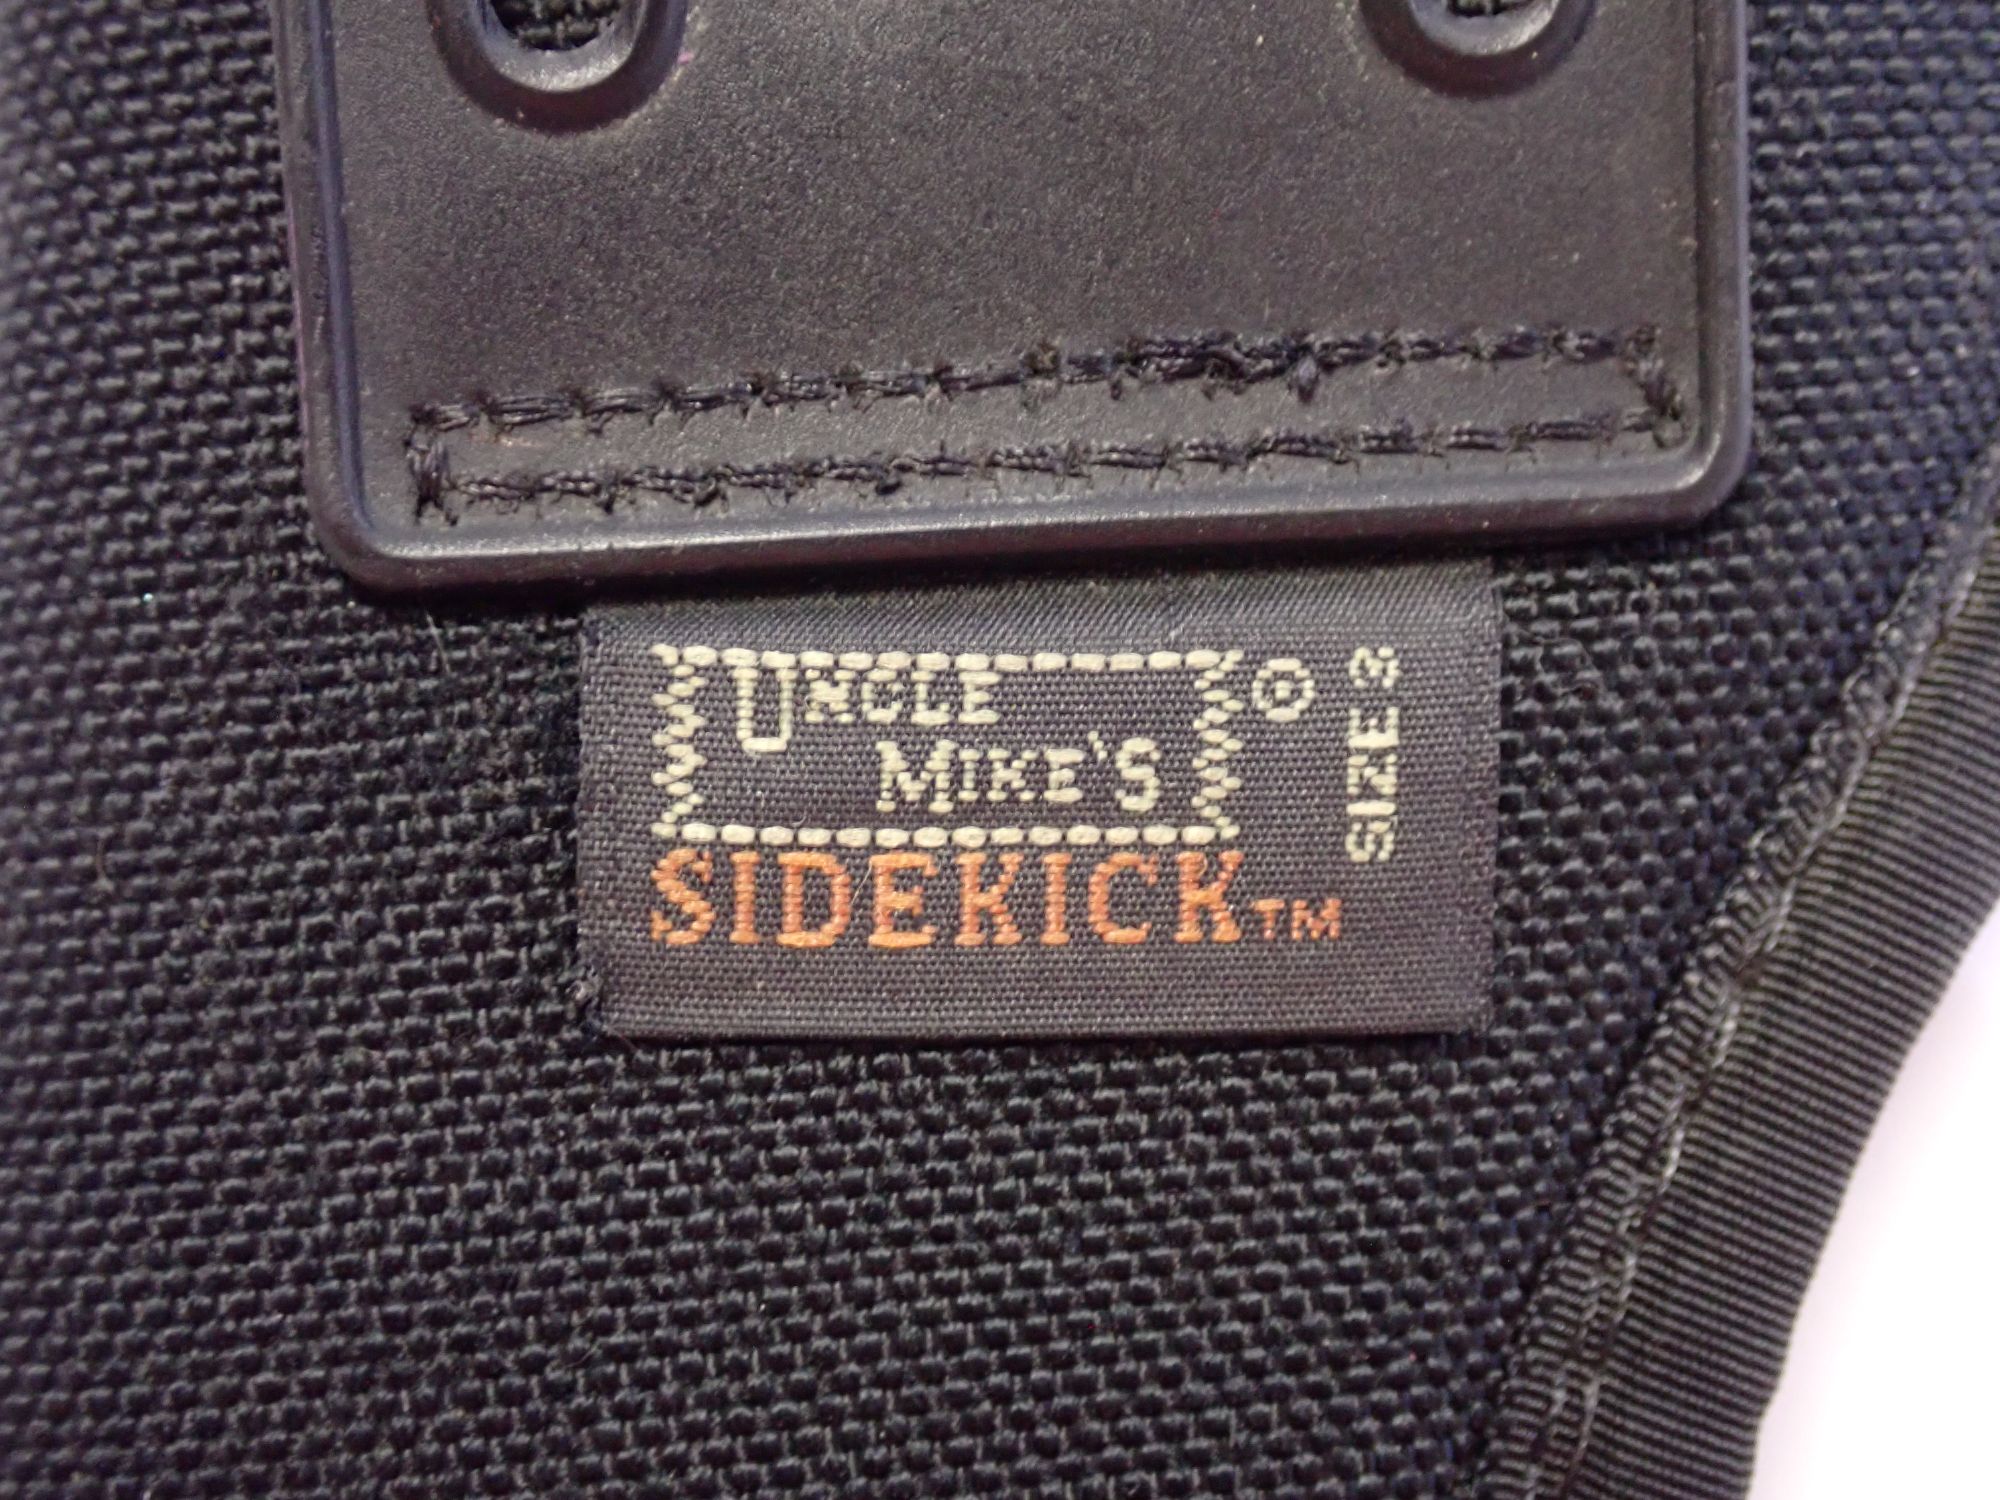 UNCLE
MIKE'S
®
SIDEKICK™
SIZE 3